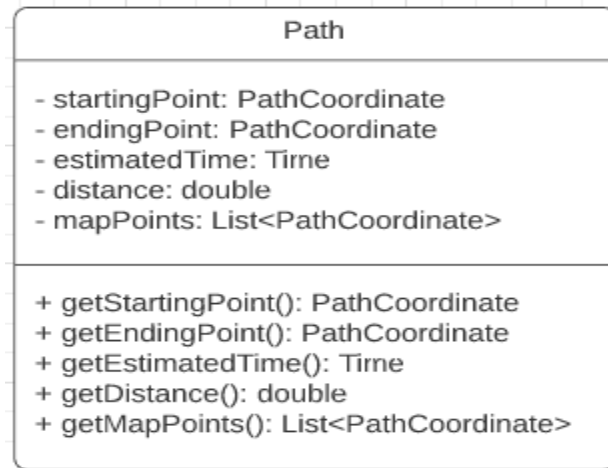 Path
- startingPoint: PathCoordinate
- endingPoint: PathCoordinate
- estimatedTime: Time
- distance: double
- mapPoints: List<PathCoordinate>
+ getStartingPoint(): PathCoordinate
+ getEndingPoint(): PathCoordinate
+ getEstimatedTime(): Time
+ getDistance(): double
+ getMapPoints(): List<PathCoordinate>